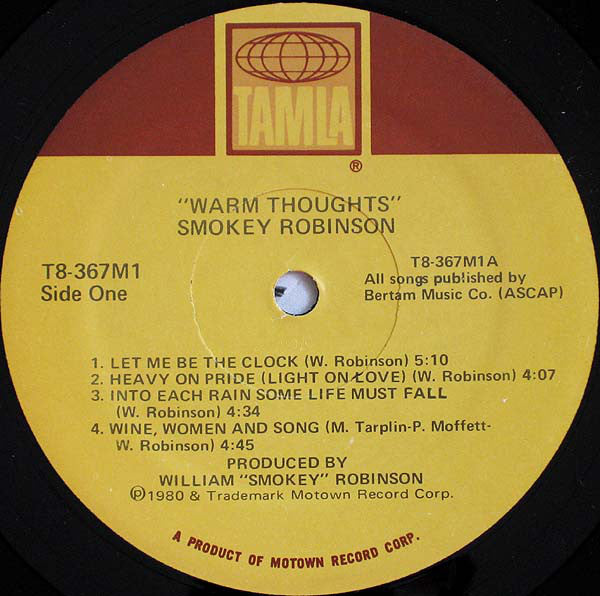 TAMLA
®
"WARM THOUGHTS"
SMOKEY ROBINSON
T8-367M1
Side One
T8-367M1A
All songs published by
Bertam Music Co. (ASCAP)
1. LET ME BE THE CLOCK (W. Robinson) 5:10
2. HEAVY ON PRIDE (LIGHT ON LOVE) (W. Robinson) 4:07
3. INTO EACH RAIN SOME LIFE MUST FALL
(W. Robinson) 4:34
4. WINE, WOMEN AND SONG (M. Tarplin-P. Moffett-
W. Robinson) 4:45
PRODUCED BY
WILLIAM "SMOKEY" ROBINSON
℗1980 & Trademark Motown Record Corp.
A PRODUCT OF MOTOWN RECORD CORP.